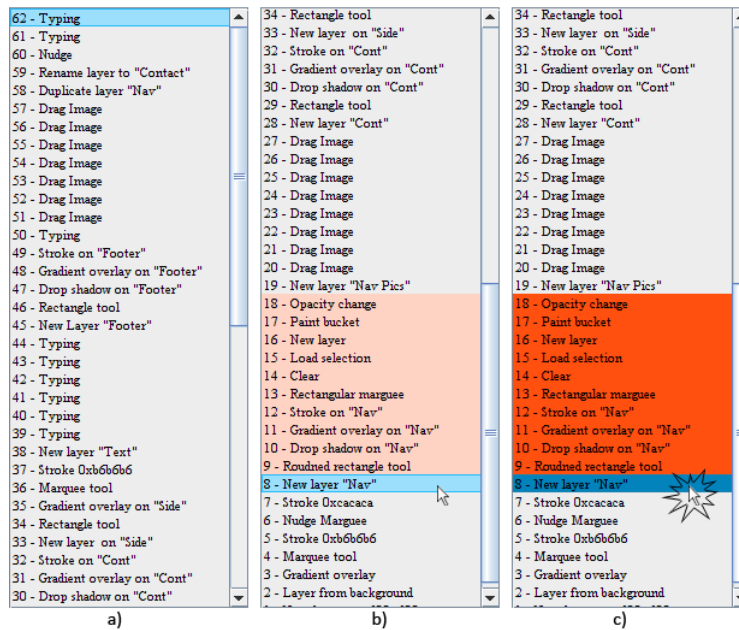 62 - Typing
61 - Typing
60 - Nudge
59 - Rename layer to "Contact"
58 - Duplicate layer "Nav"
57 - Drag Image
56 - Drag Image
55 - Drag Image
54 - Drag Image
53 - Drag Image
52 - Drag Image
51 - Drag Image
50 - Typing
49 - Stroke on "Footer"
48 - Gradient overlay on "Footer"
47 - Drop shadow on "Footer"
46 - Rectangle tool
45 - New Layer "Footer"
44 - Typing
43 - Typing
42 - Typing
41 - Typing
40 - Typing
39 - Typing
38 - New layer "Text"
37 - Stroke 0xb6b6b6
36 - Marquee tool
35 - Gradient overlay on "Side"
34 - Rectangle tool
33 - New layer on "Side"
32 - Stroke on "Cont"
31 - Gradient overlay on "Cont"
30 - Drop shadow on "Cont"
a)
34 - Rectangle tool
33 - New layer on "Side"
32 - Stroke on "Cont"
31 - Gradient overlay on "Cont"
30 - Drop shadow on "Cont"
29 - Rectangle tool
28 - New layer "Cont"
27 - Drag Image
26 - Drag Image
25 - Drag Image
24 - Drag Image
23 - Drag Image
22 - Drag Image
21 - Drag Image
20 - Drag Image
19 - New layer "Nav Pics"
18 - Opacity change
17 - Paint bucket
16 - New layer
15 - Load selection
14 - Clear
13 - Rectangular marguee
12 - Stroke on "Nav"
11 - Gradient overlay on "Nav"
10 - Drop shadow on "Nav"
9 - Roudned rectangle tool
8 - New layer "Nav"
7 - Stroke 0xcacaca
6 - Nudge Marguee
5 - Stroke 0xb6b6b6
4 - Marquee tool
3 - Gradient overlay
2 - Layer from background
b)
34 - Rectangle tool
33 - New layer on "Side"
32 - Stroke on "Cont"
31 - Gradient overlay on "Cont"
30 - Drop shadow on "Cont"
29 - Rectangle tool
28 - New layer "Cont"
27 - Drag Image
26 - Drag Image
25 - Drag Image
24 - Drag Image
23 - Drag Image
22 - Drag Image
21 - Drag Image
20 - Drag Image
19 - New layer "Nav Pics"
18 - Opacity change
17 - Paint bucket
16 - New layer
15 - Load selection
14 - Clear
13 - Rectangular marguee
12 - Stroke on "Nav"
11 - Gradient overlay on "Nav"
10 - Drop shadow on "Nav"
9 - Roudned rectangle tool
8 - New layer "Nav"
7 - Stroke 0xcacaca
6 - Nudge Marguee
5 - Stroke 0xb6b6b6
4 - Marquee tool
3 - Gradient overlay
2 - Layer from background
c)